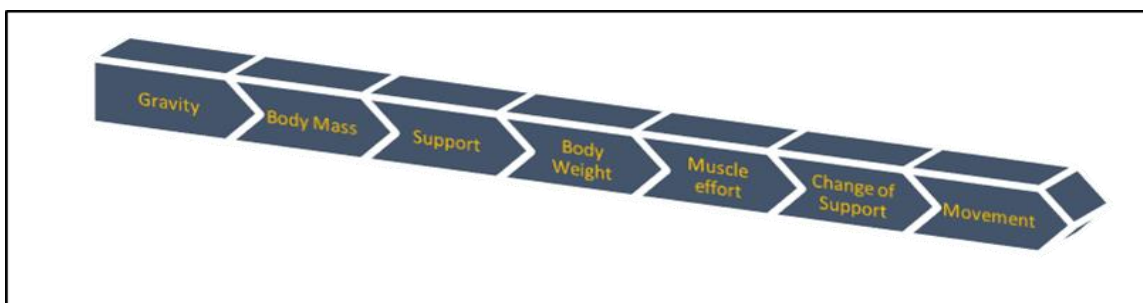 Gravity
Body Mass
Support
Body
Weight
Muscle
effort
Change of
Support
Movement